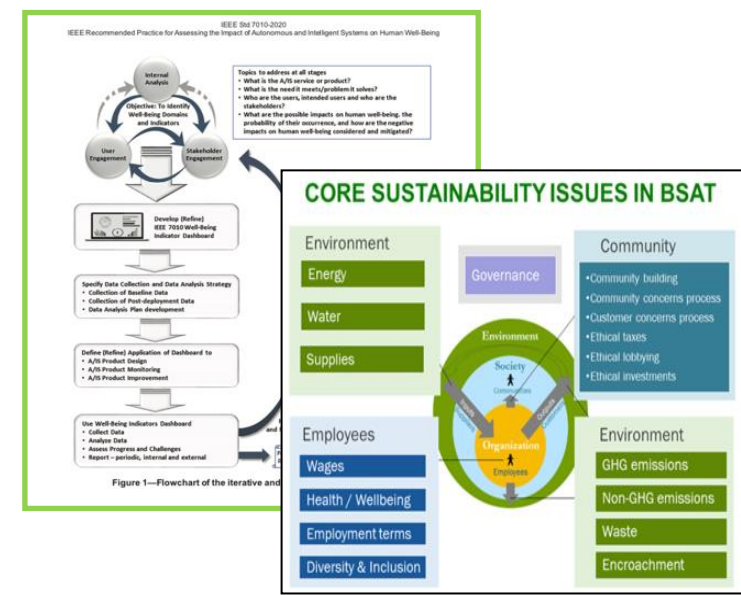 IEEE Std 7010-2020
IEEE Recommended Practice for Assessing the Impact of Autonomous and Intelligent Systems on Human Well-Being
Internal
Analysis
Objective: To Identify
Well-Being Domains
and Indicators
User
Engagement
Stakeholder
Engagement
Topics to address at all stages
• What is the A/IS service or product?
• What is the need it meets/problem it solves?
• Who are the users, intended users and who are the
stakeholders?
• What are the possible impacts on human well-being, the
probability of their occurrence, and how are the negative
impacts on human well-being considered and mitigated?
Develop (Refine)
IEEE 7010 Well-Being
Indicator Dashboard
Specify Data Collection and Data Analysis Strategy
• Collection of Baseline Data
• Collection of Post-deployment Data
• Data Analysis Plan development
Define (Refine) Application of Dashboard to
• A/IS Product Design
• A/IS Product Monitoring
• A/IS Product Improvement
Use Well-Being Indicators Dashboard
• Collect Data
• Analyze Data
• Assess Progress and Challenges
• Report – periodic, internal and external
Figure 1—Flowchart of the iterative and
CORE SUSTAINABILITY ISSUES IN BSAT
Environment
Energy
Water
Supplies
Governance
Community
•Community building
•Community concerns process
•Customer concerns process
•Ethical taxes
•Ethical lobbying
•Ethical investments
Environment
Society
Communities
Inputs
Outputs
Organization
Employees
Employees
Wages
Health / Wellbeing
Employment terms
Diversity & Inclusion
Environment
GHG emissions
Non-GHG emissions
Waste
Encroachment